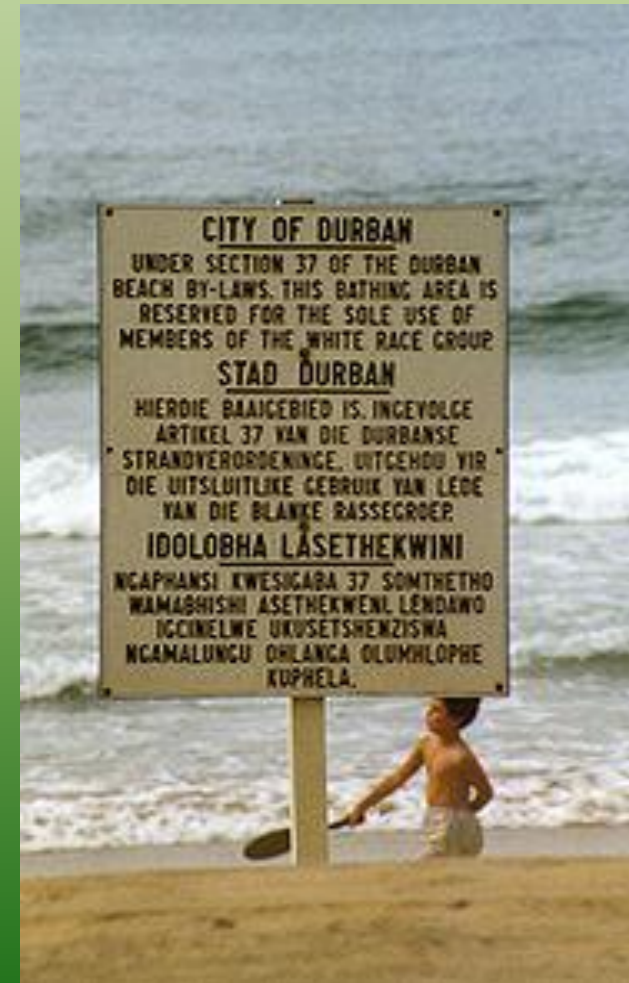 CITY OF DURBAN
UNDER SECTION 37 OF THE DURBAN
BEACH BY-LAWS. THIS BATHING AREA IS
RESERVED FOR THE SOLE USE OF
MEMBERS OF THE WHITE RACE GROUP.
STAD DURBAN
HIERDIE BAAIGEBIED IS. INGEVOLGE
ARTIKEL 37 VAN DIE DURBANSE
STRANDVERORDENINGE. UITGEHOU VIR
DIE UITSLUITLIKE GEBRUIK VAN LEDE
VAN DIE BLANKE RASSEGROEP.
IDOLOBHA LASETHEKWINI
NGAPHANSI KWESIGABA 37 SOMTHETHO
WAMABHISHI ASETHEKWENI. LENDAWO
IGCINELWE UKUSETSHENZISWA
NGAMALUNGU OHLANGA OLUMHLOPHE
KUPHELA.